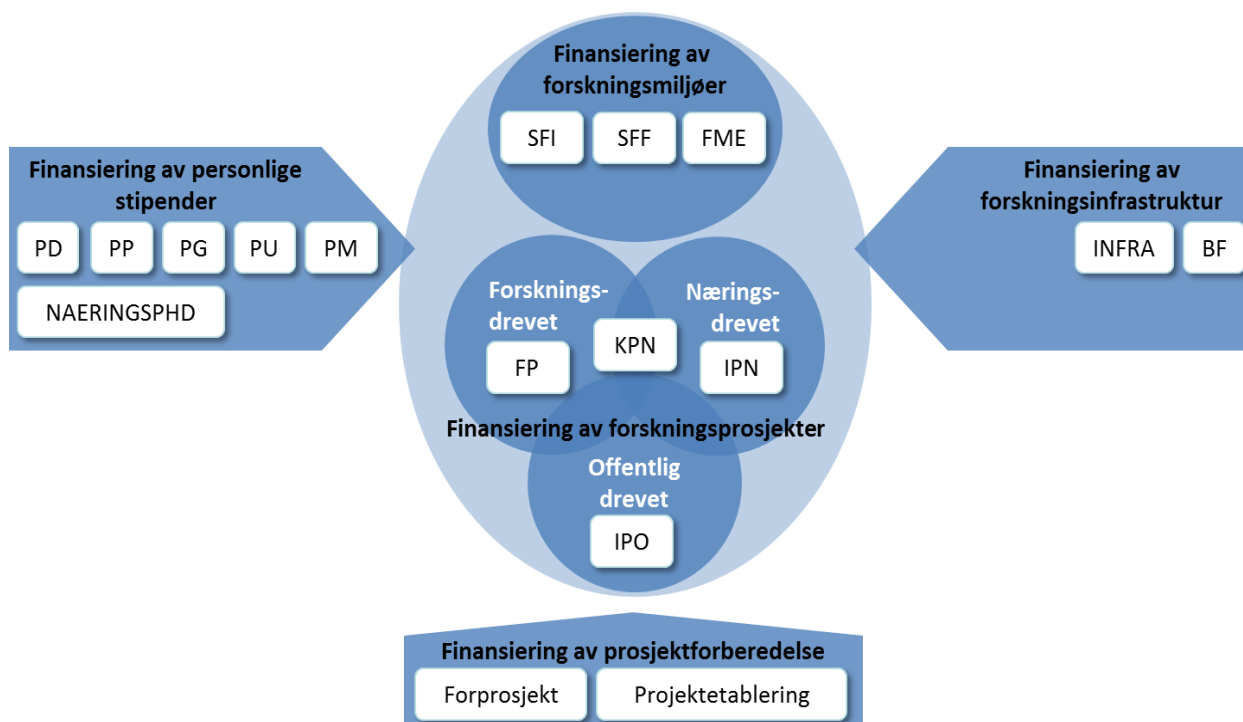 Finansiering av
forskningsmiljøer
SFI SFF FME
Finansiering av personlige
stipender
PD PP PG PU PM
NAERINGSPHD
Finansiering av
forskningsinfrastruktur
INFRA BF
Forsknings-
drevet
FP
KPN
Nærings-
drevet
IPN
Finansiering av forskningsprosjekter
Offentlig
drevet
IPO
Finansiering av prosjektforberedelse
Forprosjekt Projektetablering